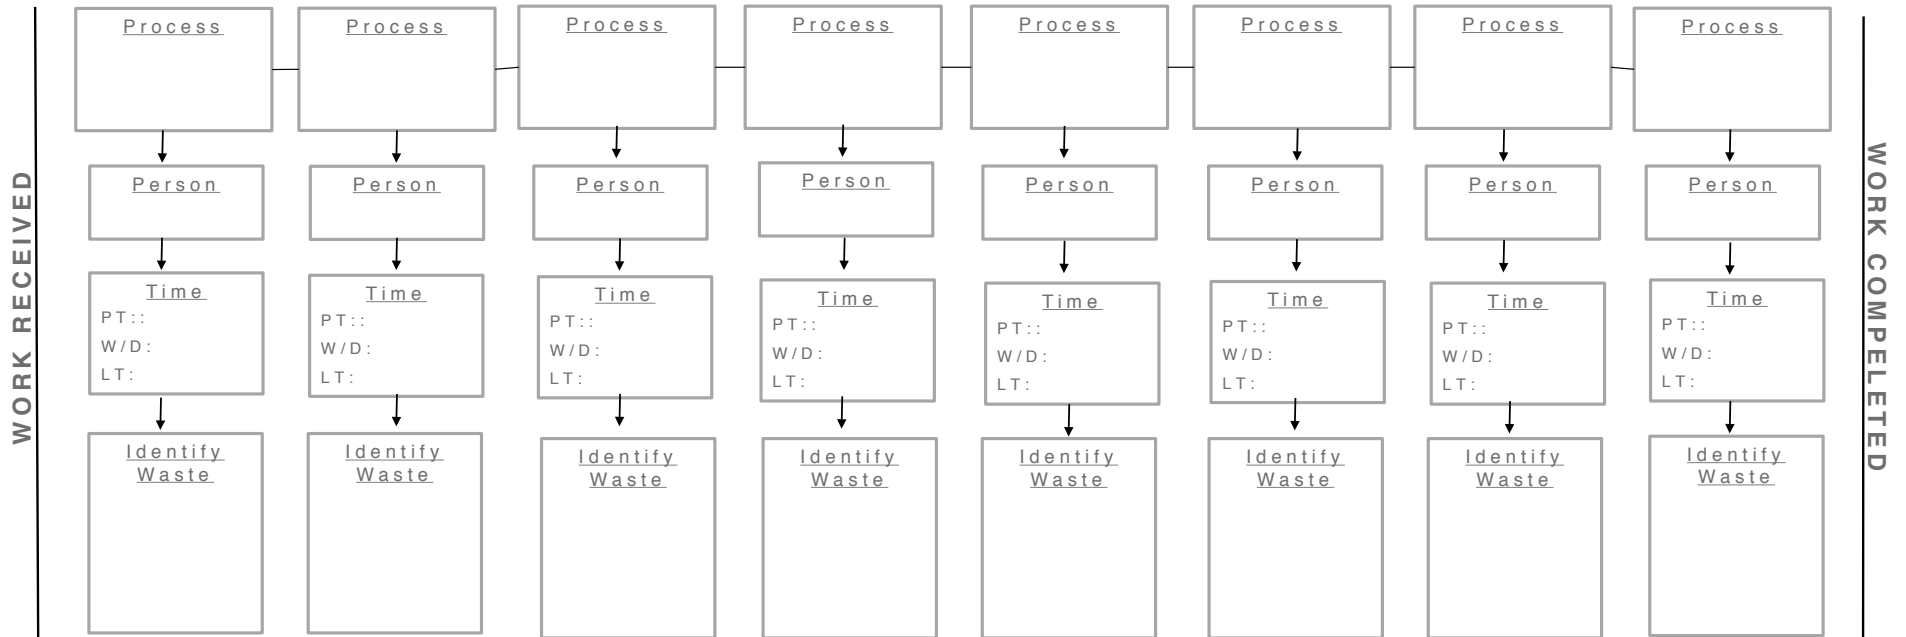 WORK RECEIVED
Process
Process
Process
Process
Process
Process
Process
Process
Person
Person
Person
Person
Person
Person
Person
Person
Time
PT::
W/D:
LT:
Time
PT::
W/D:
LT:
Time
PT::
W/D:
LT:
Time
PT::
W/D:
LT:
Time
PT::
W/D:
LT:
Time
PT::
W/D:
LT:
Time
PT::
W/D:
LT:
Time
PT::
W/D:
LT:
Identify
Waste
Identify
Waste
Identify
Waste
Identify
Waste
Identify
Waste
Identify
Waste
Identify
Waste
Identify
Waste
WORK COMPELETED